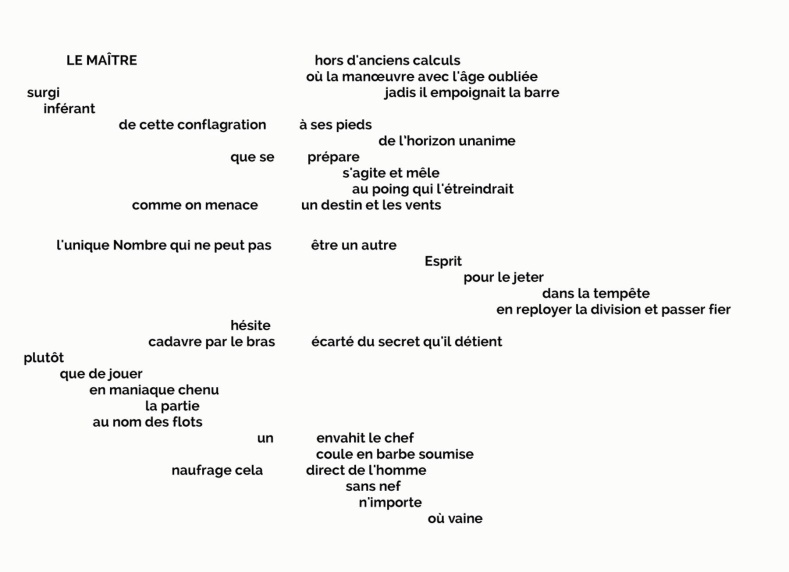 LE MAÎTRE hors d'anciens calculs
où la manœuvre avec l'âge oubliée
surgi jadis il empoignait la barre
inférant
de cette conflagration à ses pieds
de l'horizon unanime
que se prépare
s'agite et mêle
au poing qui l'étreindrait
comme on menace un destin et les vents
l'unique Nombre qui ne peut pas être un autre
Esprit
pour le jeter
dans la tempête
en reployer la division et passer fier
hésite
cadavre par le bras écarté du secret qu'il détient
plutôt
que de jouer
en maniaque chenu
la partie
au nom des flots
un envahit le chef
coule en barbe soumise
naufrage cela direct de l'homme
sans nef
n'importe
où vaine